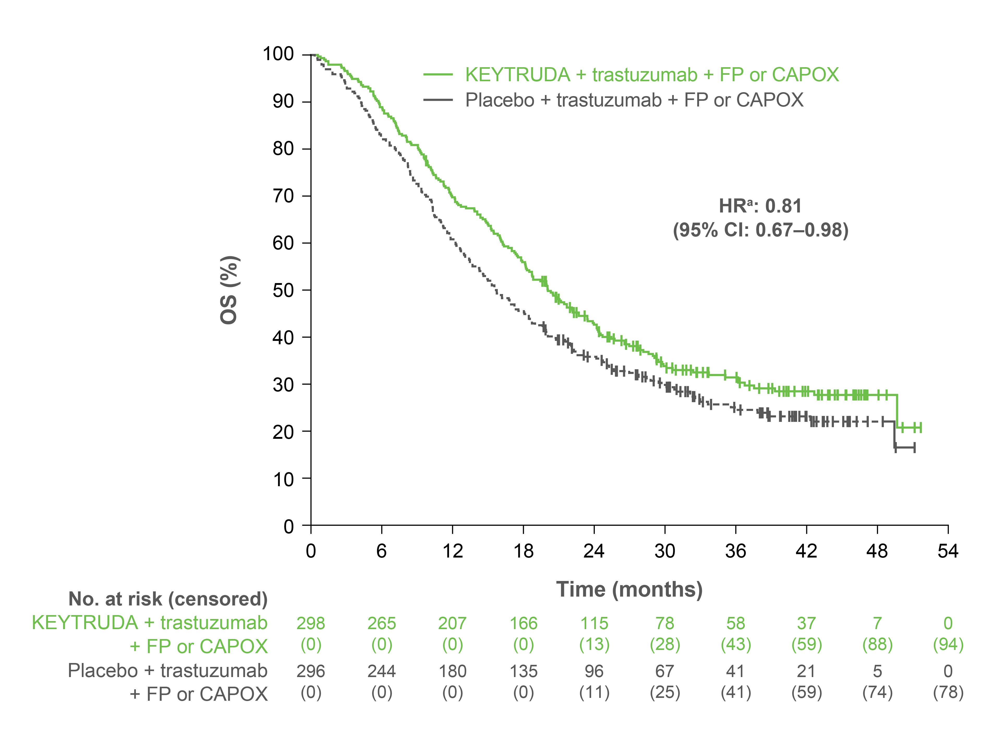 100
90
80
70
60
50
40
30
20
10
0
OS (%)
KEYTRUDA + trastuzumab + FP or CAPOX
Placebo + trastuzumab + FP or CAPOX
HRᵃ: 0.81
(95% CI: 0.67–0.98)
0 6 12 18 24 30 36 42 48 54
Time (months)
No. at risk (censored)
KEYTRUDA + trastuzumab 298 265 207 166 115 78 58 37 7 0
+ FP or CAPOX (0) (0) (0) (0) (13) (28) (43) (59) (88) (94)
Placebo + trastuzumab 296 244 180 135 96 67 41 21 5 0
+ FP or CAPOX (0) (0) (0) (0) (11) (25) (41) (59) (74) (78)